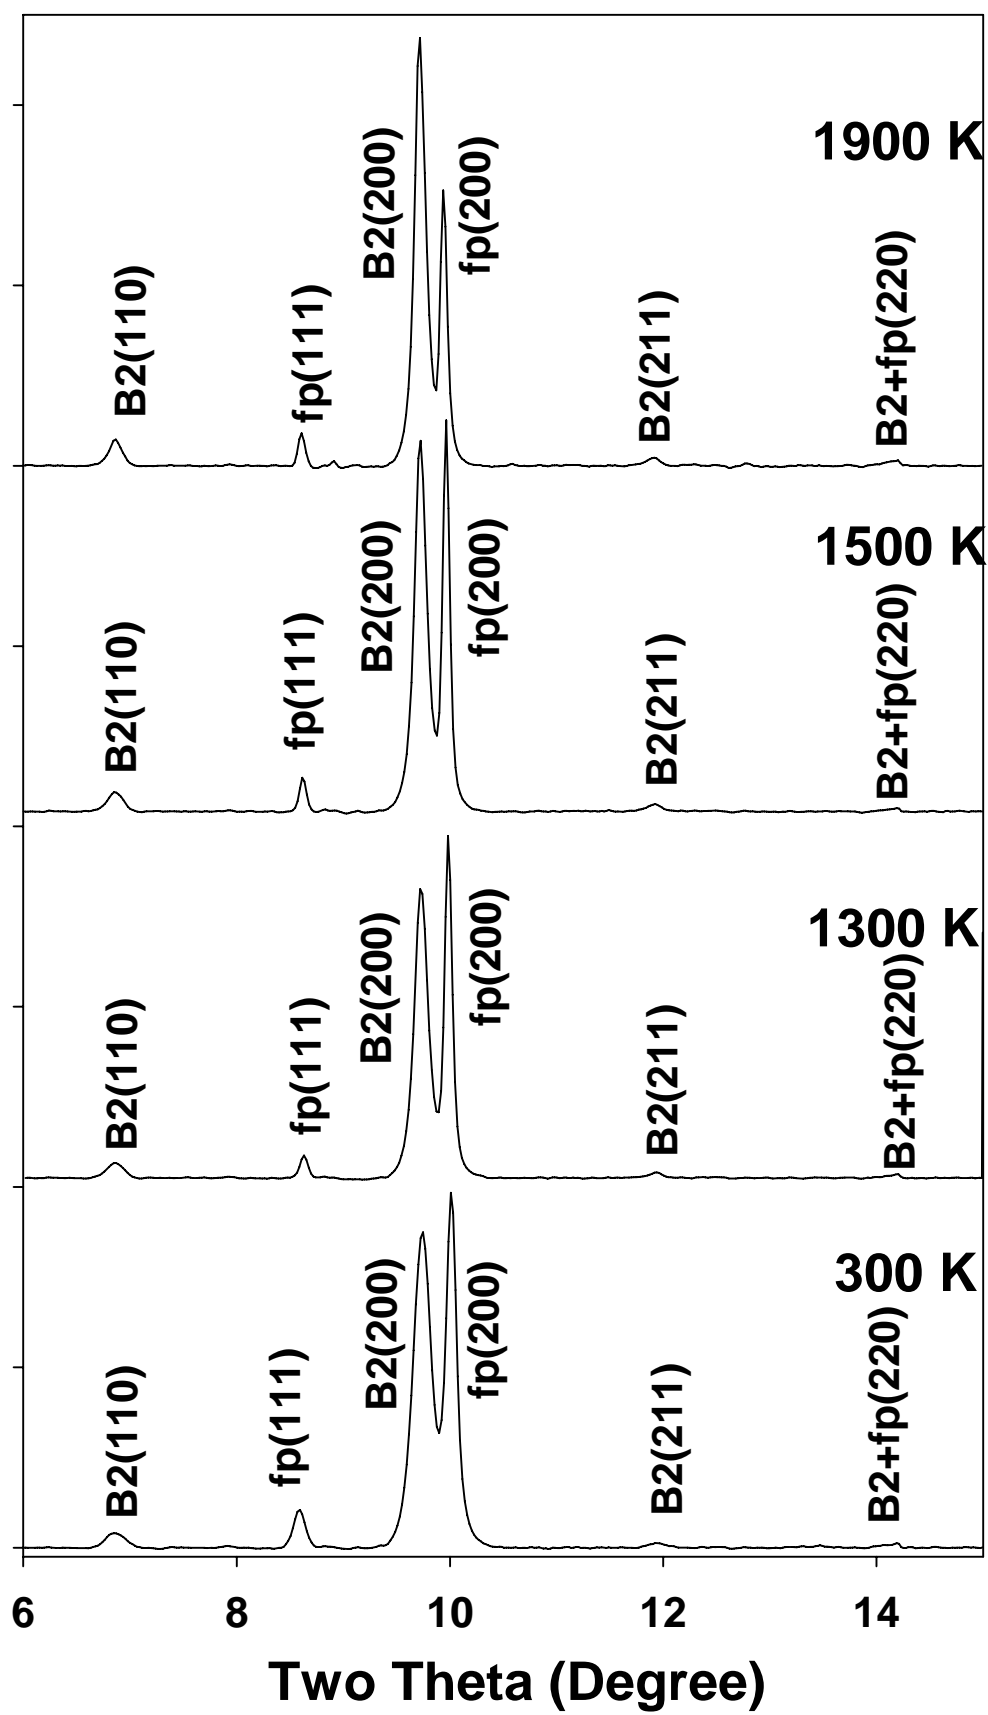 1900 K
B2(110)
fp(111)
B2(200)
fp(200)
B2(211)
B2+fp(220)
1500 K
B2(110)
fp(111)
B2(200)
fp(200)
B2(211)
B2+fp(220)
1300 K
B2(110)
fp(111)
B2(200)
fp(200)
B2(211)
B2+fp(220)
300 K
B2(110)
fp(111)
B2(200)
fp(200)
B2(211)
B2+fp(220)
6 8 10 12 14
Two Theta (Degree)